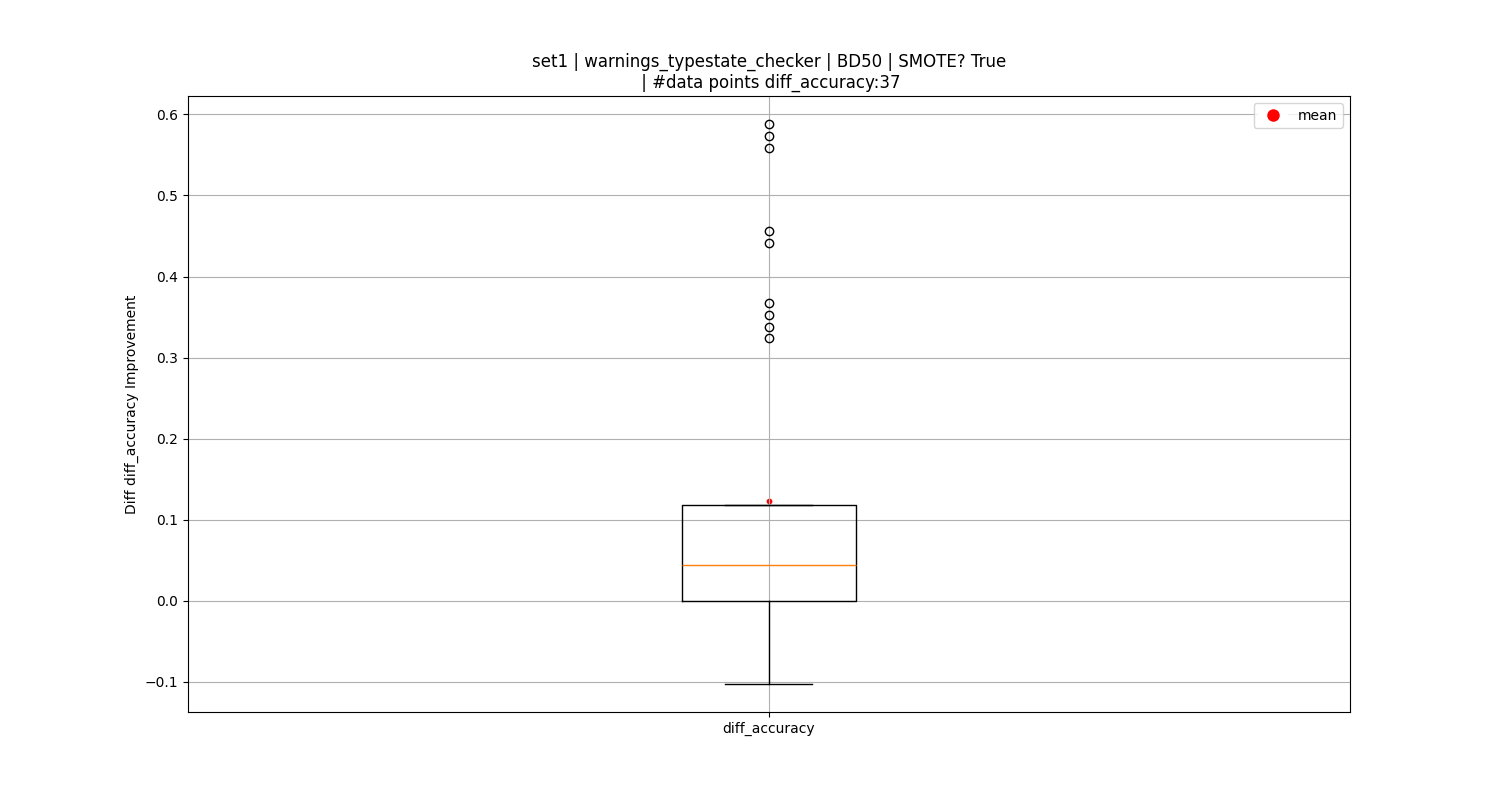 set1 | warnings_typestate_checker | BD50 | SMOTE? True
| #data points diff_accuracy:37
mean
0.6
0.5
0.4
0.3
0.2
0.1
0.0
−0.1
Diff diff_accuracy Improvement
diff_accuracy